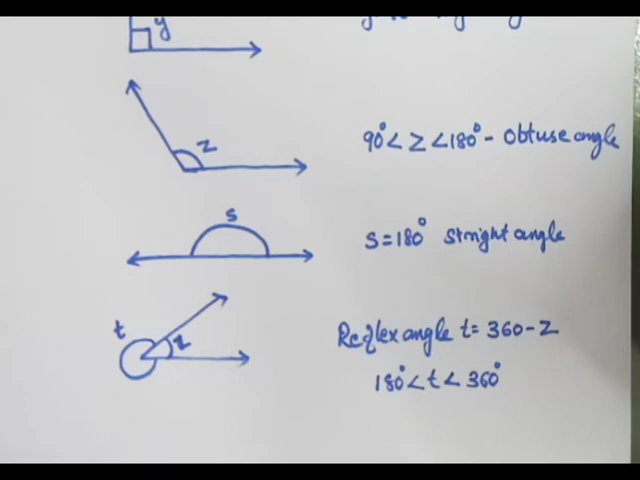 y
z
90°< z <180° - obtuse angle
s
s = 180° straight angle
t
z
Reflex angle t = 360 - z
180° < t < 360°